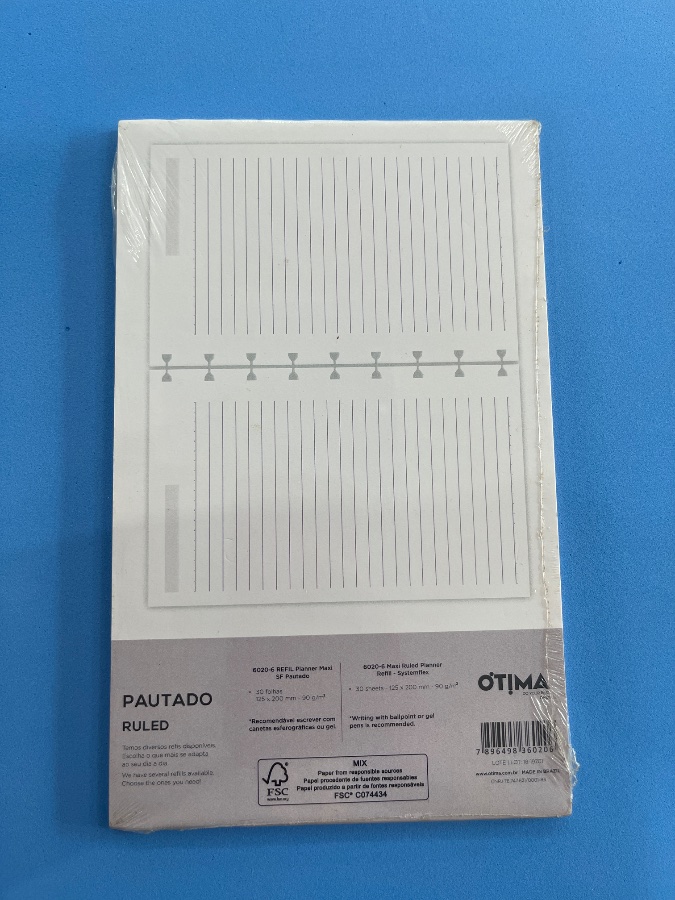 PAUTADO
RULED
Temos diversos refis disponíveis.
Escolha o que mais se adapta
ao seu dia a dia.
We have several refills available.
Choose the ones you need!
6020-6 REFIL Planner Maxi
SF Pautado
• 30 folhas
125 x 200 mm - 90 g/m²
*Recomendável escrever com
canetas esferográficas ou gel.
6020-6 Maxi Ruled Planner
Refill - Systemflex
• 30 sheets - 125 x 200 mm - 90 g/m²
*Writing with ballpoint or gel
pens is recommended.
FSC
www.fsc.org
MIX
Paper from responsible sources
Papel procedente de fuentes responsables
Papel produzido a partir de fontes responsáveis
FSC® C074434
ÓTIMA
7 896498 360206
www.otima.com.br - MADE IN BRAZIL